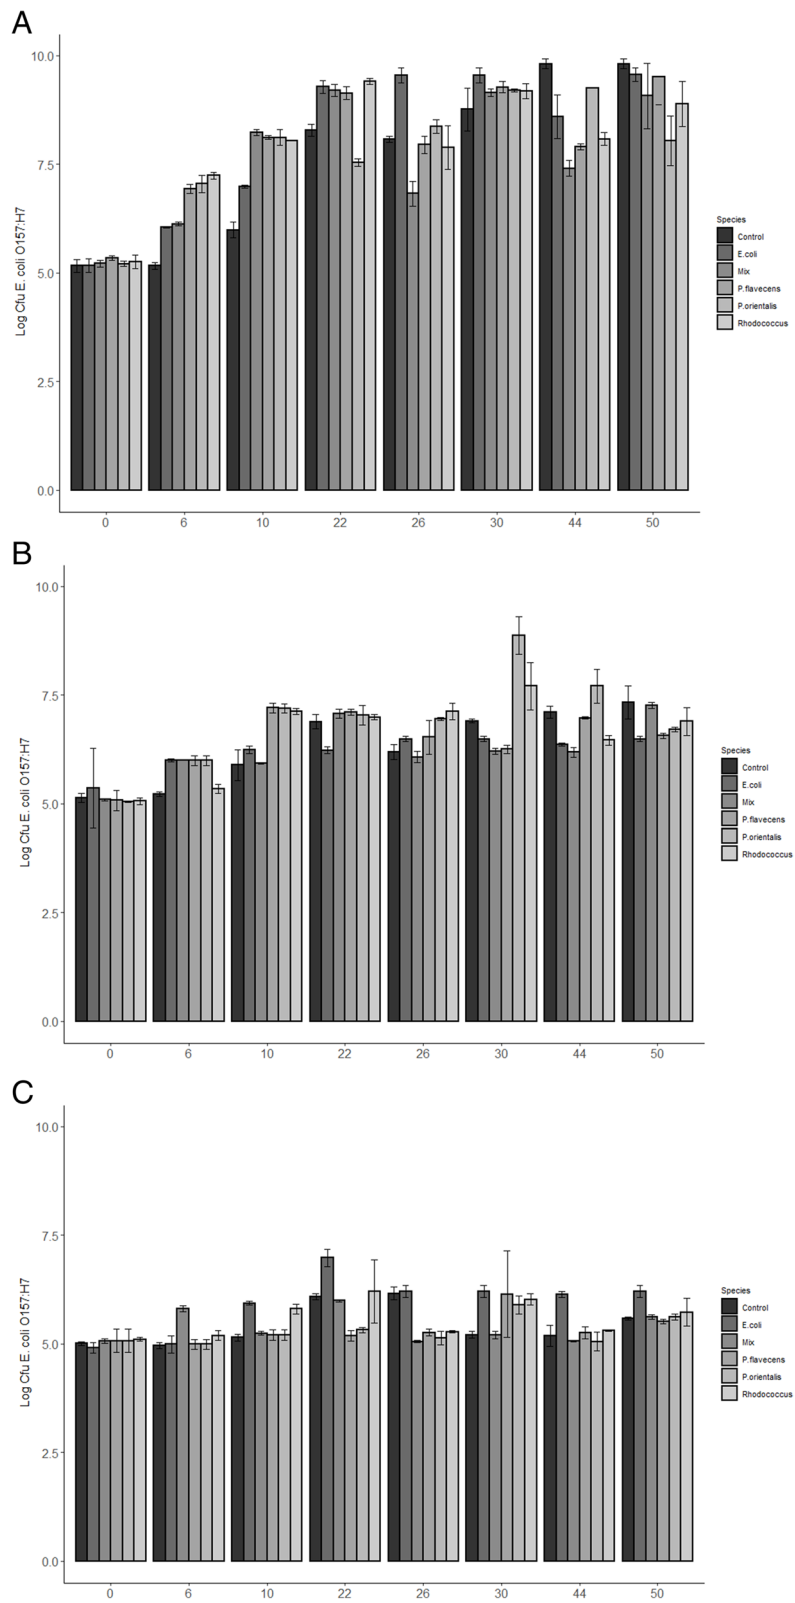 A
Log Cfu E. coli O157:H7
10.0
7.5
5.0
2.5
0.0
0 6 10 22 26 30 44 50
Species
Control
E.coli
Mix
P.flavecens
P.orientalis
Rhodococcus
B
Log Cfu E. coli O157:H7
10.0
7.5
5.0
2.5
0.0
0 6 10 22 26 30 44 50
Species
Control
E.coli
Mix
P.flavecens
P.orientalis
Rhodococcus
C
Log Cfu E. coli O157:H7
10.0
7.5
5.0
2.5
0.0
0 6 10 22 26 30 44 50
Species
Control
E.coli
Mix
P.flavecens
P.orientalis
Rhodococcus